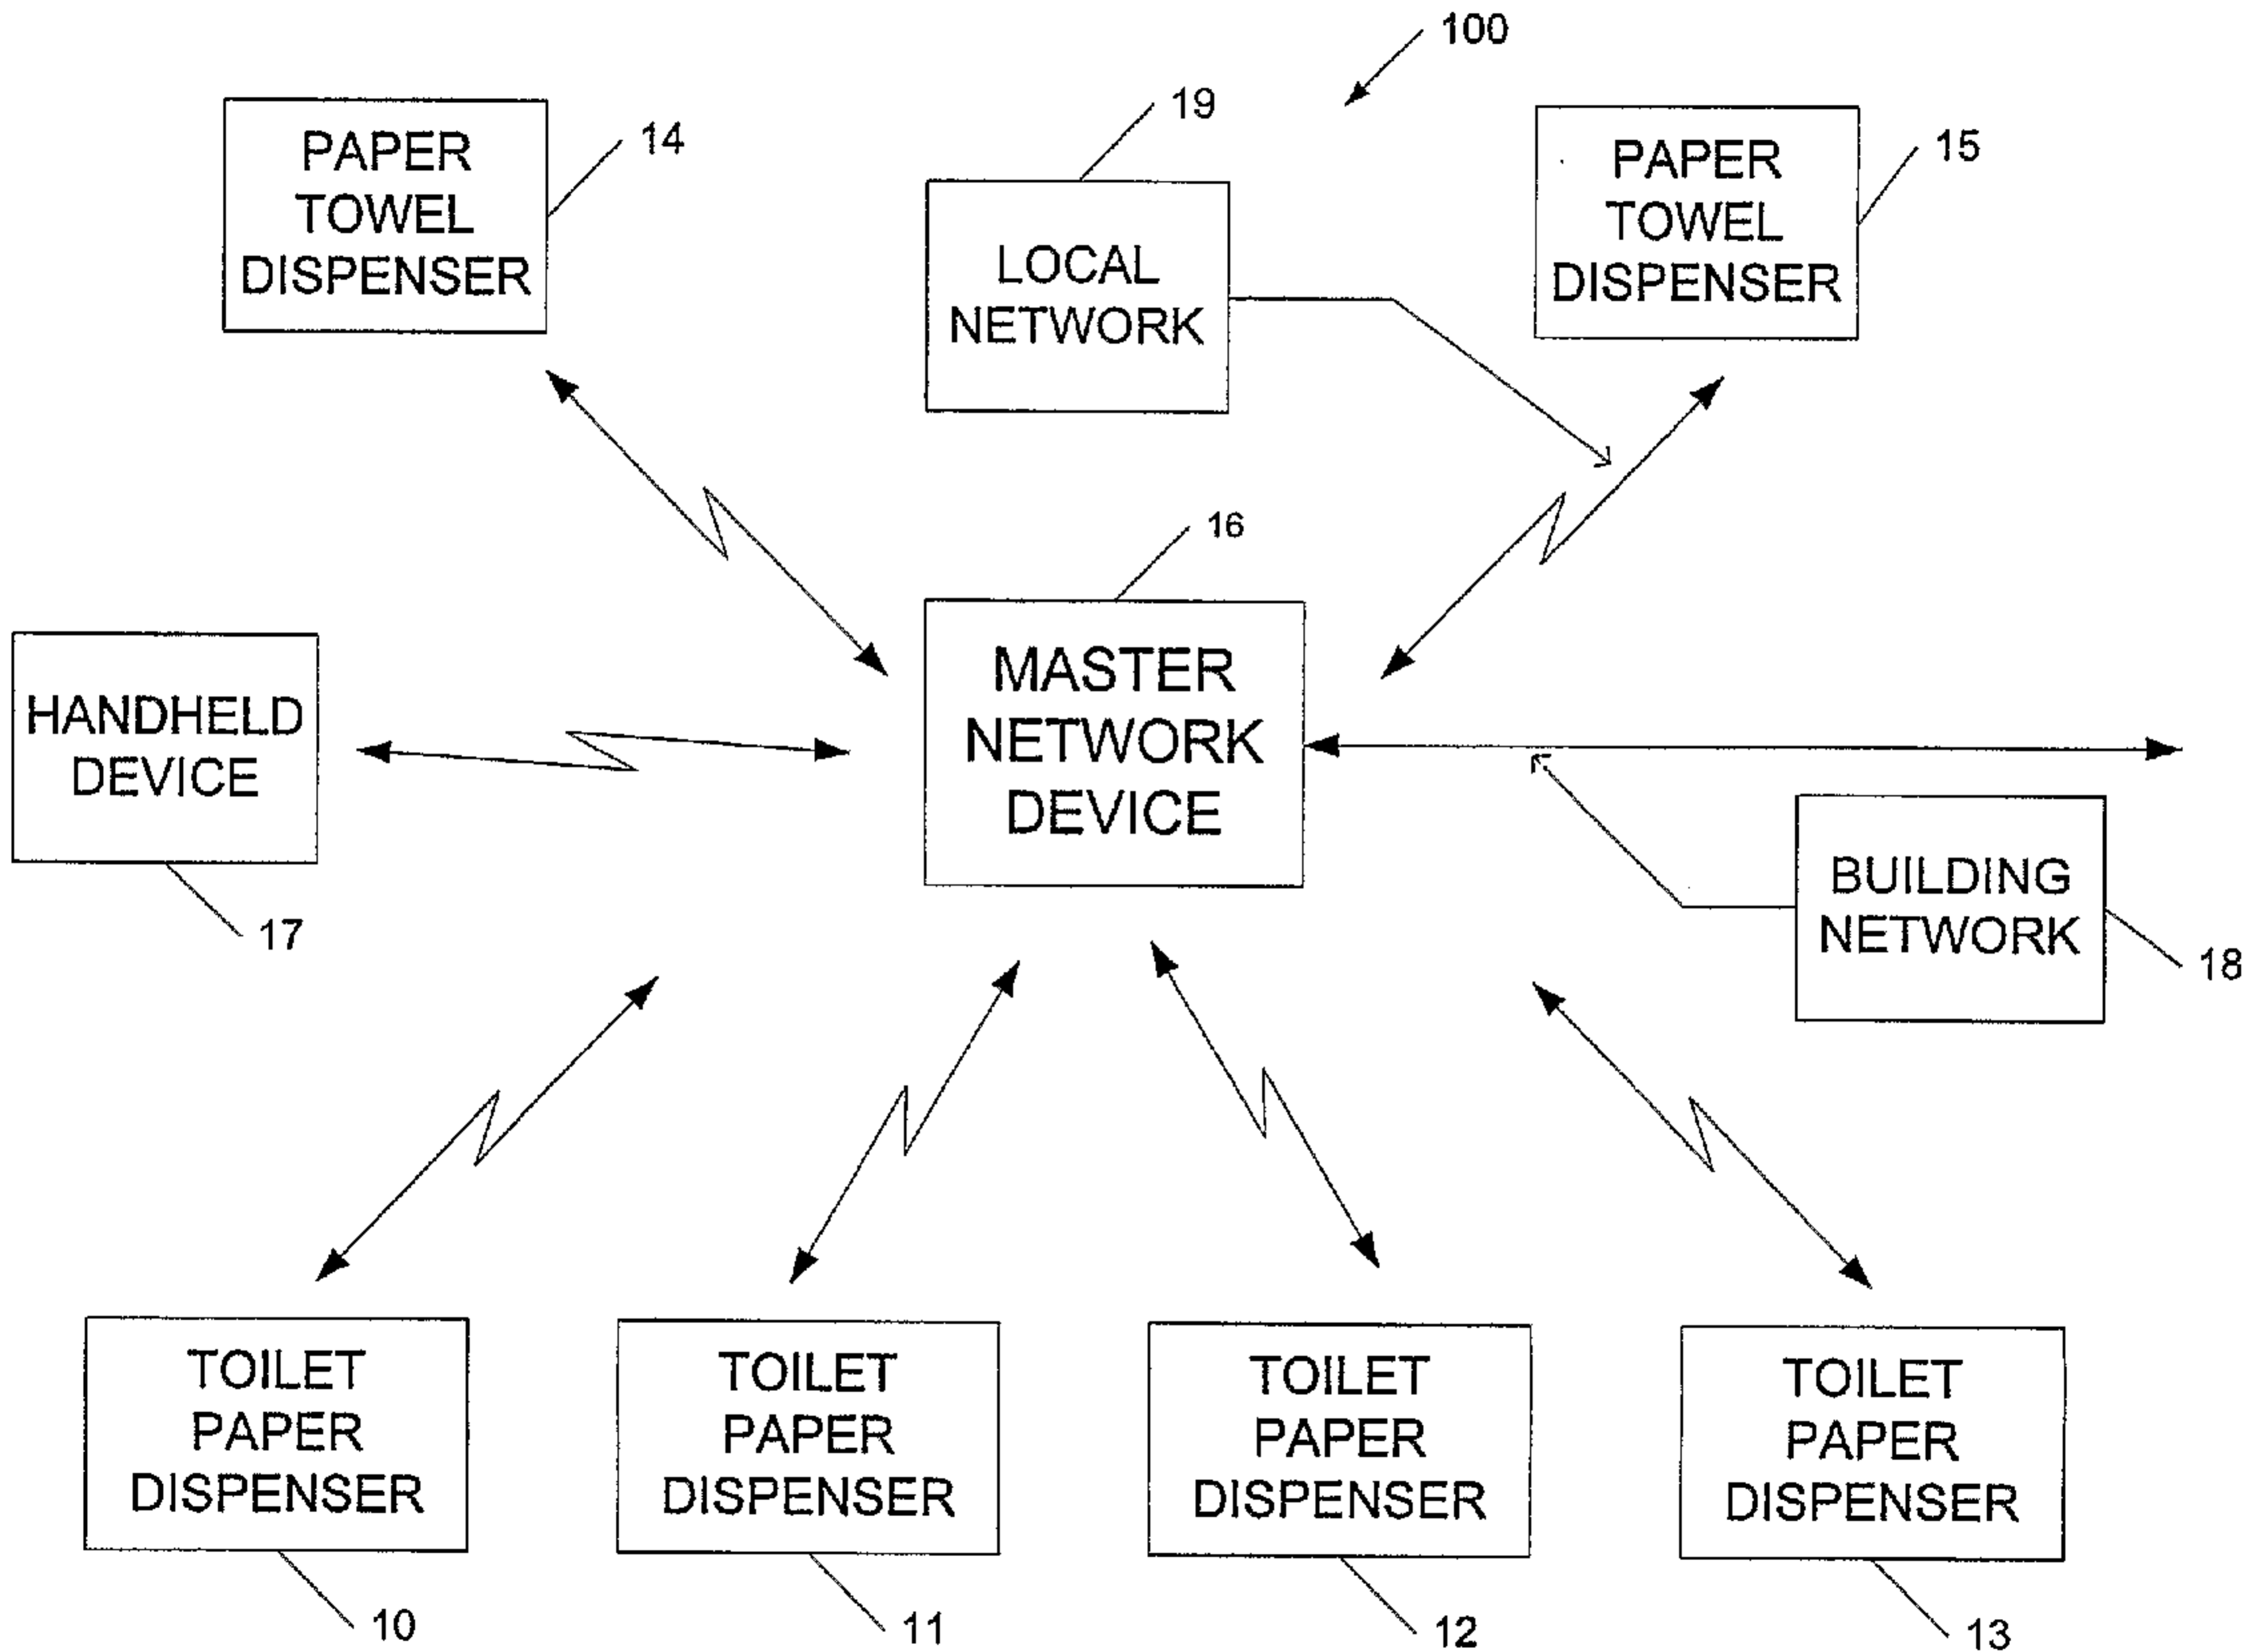 100
19
PAPER
TOWEL
DISPENSER
14
LOCAL
NETWORK
PAPER
TOWEL
DISPENSER
15
16
MASTER
NETWORK
DEVICE
HANDHELD
DEVICE
17
BUILDING
NETWORK
18
TOILET
PAPER
DISPENSER
10
TOILET
PAPER
DISPENSER
11
TOILET
PAPER
DISPENSER
12
TOILET
PAPER
DISPENSER
13